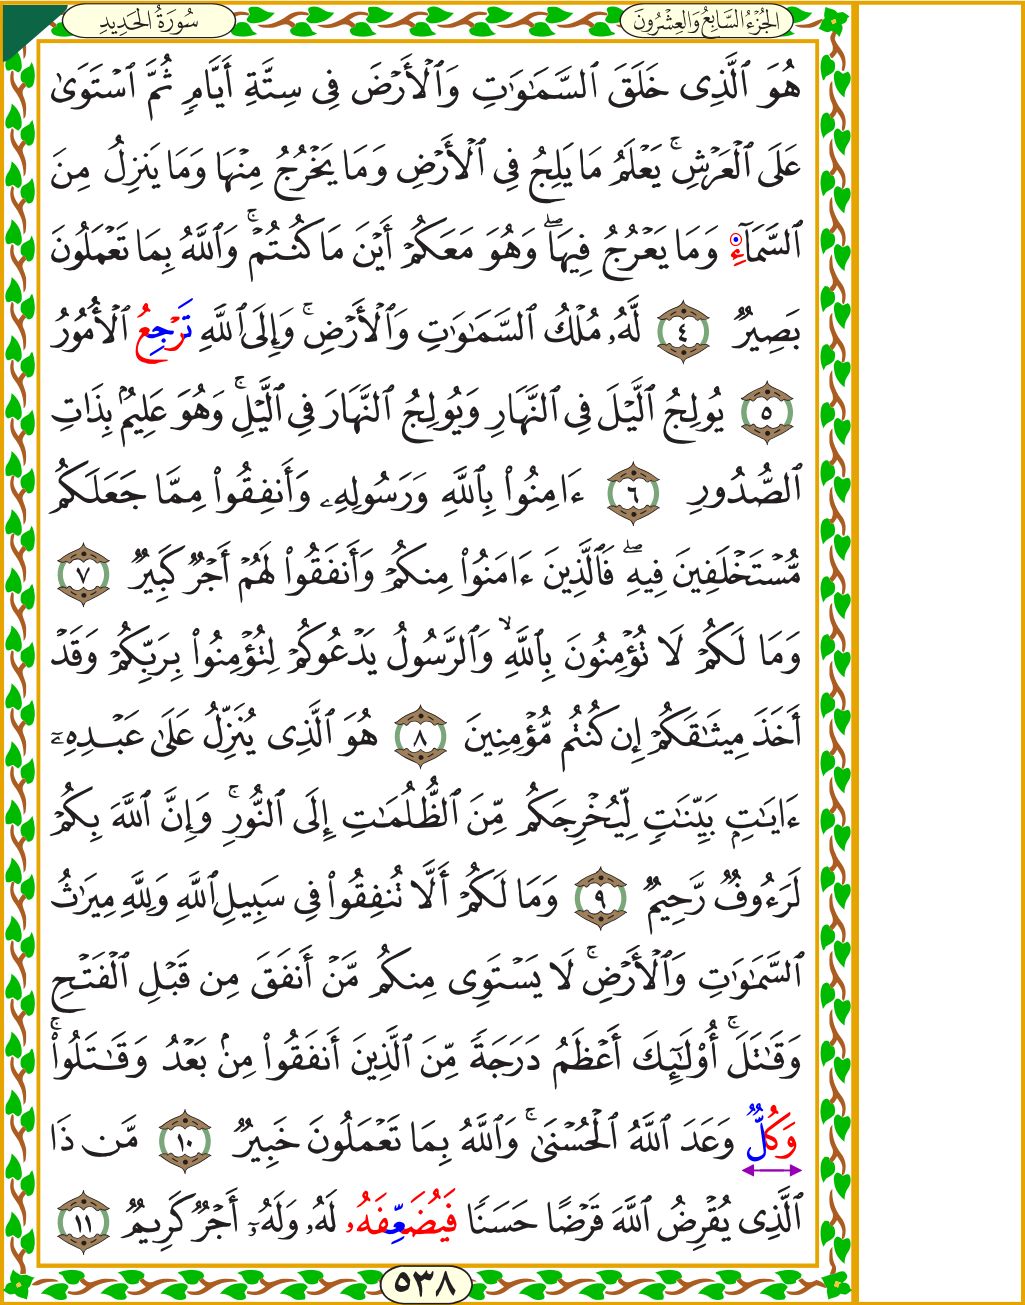 الجُزْءُ السَّابِعُ وَالعِشْرُونَ
سُورَةُ الحَدِيدِ
هُوَ ٱلَّذِى خَلَقَ ٱلسَّمَٰوَٰتِ وَٱلْأَرْضَ فِى سِتَّةِ أَيَّامٍ ثُمَّ ٱسْتَوَىٰ
عَلَى ٱلْعَرْشِ ۚ يَعْلَمُ مَا يَلِجُ فِى ٱلْأَرْضِ وَمَا يَخْرُجُ مِنْهَا وَمَا يَنزِلُ مِنَ
ٱلسَّمَآءِ وَمَا يَعْرُجُ فِيهَا ۖ وَهُوَ مَعَكُمْ أَيْنَ مَا كُنتُمْ ۚ وَٱللَّهُ بِمَا تَعْمَلُونَ
بَصِيرٌ ٤ لَّهُۥ مُلْكُ ٱلسَّمَٰوَٰتِ وَٱلْأَرْضِ ۚ وَإِلَى ٱللَّهِ تَرْجِعُ ٱلْأُمُورُ
٥ يُولِجُ ٱلَّيْلَ فِى ٱلنَّهَارِ وَيُولِجُ ٱلنَّهَارَ فِى ٱلَّيْلِ ۚ وَهُوَ عَلِيمٌۢ بِذَاتِ
ٱلصُّدُورِ ٦ ءَامِنُوا۟ بِٱللَّهِ وَرَسُولِهِۦ وَأَنفِقُوا۟ مِمَّا جَعَلَكُم
مُّسْتَخْلَفِينَ فِيهِ ۖ فَٱلَّذِينَ ءَامَنُوا۟ مِنكُمْ وَأَنفَقُوا۟ لَهُمْ أَجْرٌ كَبِيرٌ ٧
وَمَا لَكُمْ لَا تُؤْمِنُونَ بِٱللَّهِ ۙ وَٱلرَّسُولُ يَدْعُوكُمْ لِتُؤْمِنُوا۟ بِرَبِّكُمْ وَقَدْ
أَخَذَ مِيثَٰقَكُمْ إِن كُنتُم مُّؤْمِنِينَ ٨ هُوَ ٱلَّذِى يُنَزِّلُ عَلَىٰ عَبْدِهِۦٓ
ءَايَٰتٍۭ بَيِّنَٰتٍ لِّيُخْرِجَكُم مِّنَ ٱلظُّلُمَٰتِ إِلَى ٱلنُّورِ ۚ وَإِنَّ ٱللَّهَ بِكُمْ
لَرَءُوفٌ رَّحِيمٌ ٩ وَمَا لَكُمْ أَلَّا تُنفِقُوا۟ فِى سَبِيلِ ٱللَّهِ وَلِلَّهِ مِيرَٰثُ
ٱلسَّمَٰوَٰتِ وَٱلْأَرْضِ ۚ لَا يَسْتَوِى مِنكُم مَّنْ أَنفَقَ مِن قَبْلِ ٱلْفَتْحِ
وَقَٰتَلَ ۚ أُو۟لَٰٓئِكَ أَعْظَمُ دَرَجَةً مِّنَ ٱلَّذِينَ أَنفَقُوا۟ مِنۢ بَعْدُ وَقَٰتَلُوا۟ ۚ
وَكُلٌّ وَعَدَ ٱللَّهُ ٱلْحُسْنَىٰ ۚ وَٱللَّهُ بِمَا تَعْمَلُونَ خَبِيرٌ ١٠ مَّن ذَا
ٱلَّذِى يُقْرِضُ ٱللَّهَ قَرْضًا حَسَنًا فَيُضَعِّفَهُۥ لَهُۥ وَلَهُۥٓ أَجْرٌ كَرِيمٌ ١١
٥٣٨